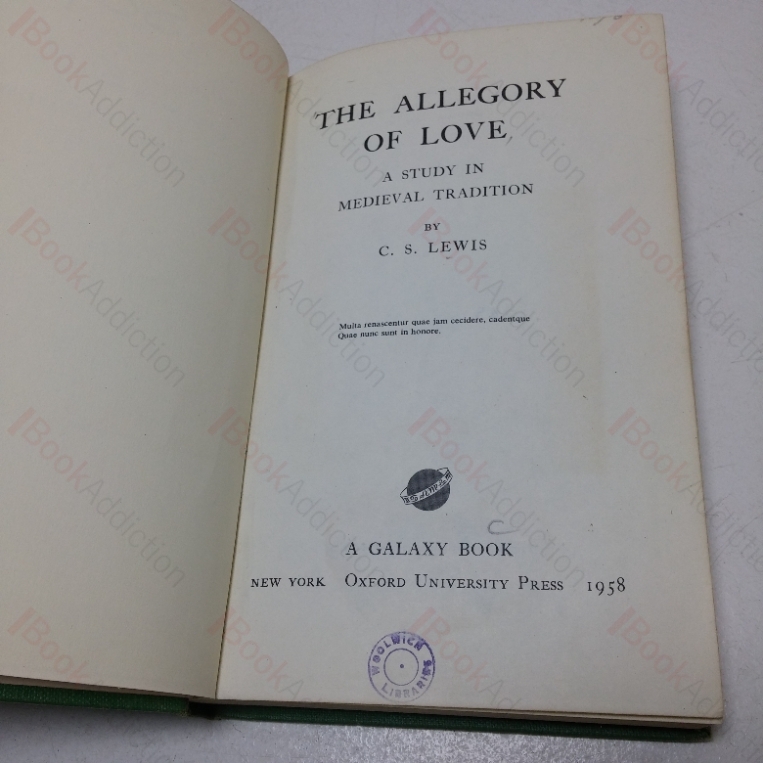 THE ALLEGORY
OF LOVE
A STUDY IN
MEDIEVAL TRADITION
BY
C. S. LEWIS
Multa renascentur quae jam cecidere, cadentque
Quae nunc sunt in honore.
A GALAXY BOOK
NEW YORK OXFORD UNIVERSITY PRESS 1958
WOOLWICH
LIBRARIES
BookAddiction